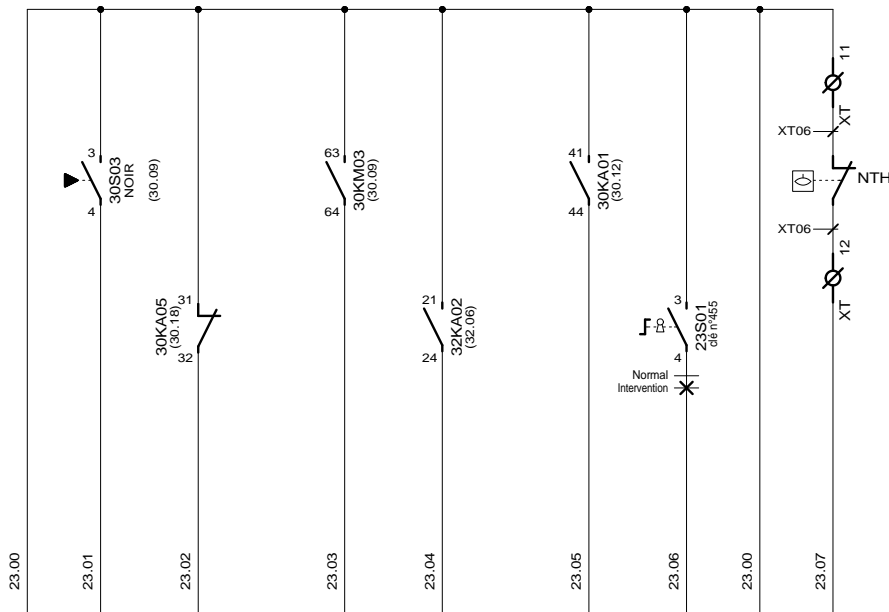 11
XT
XT06
3
30S03
NOIR
(30.09)
4
63
30KM03
(30.09)
64
41
30KA01
(30.12)
44
NTH
XT06
12
XT
31
30KA05
(30.18)
32
21
32KA02
(32.06)
24
3
23S01
clé n°455
4
Normal
Intervention
23.00
23.01
23.02
23.03
23.04
23.05
23.06
23.00
23.07